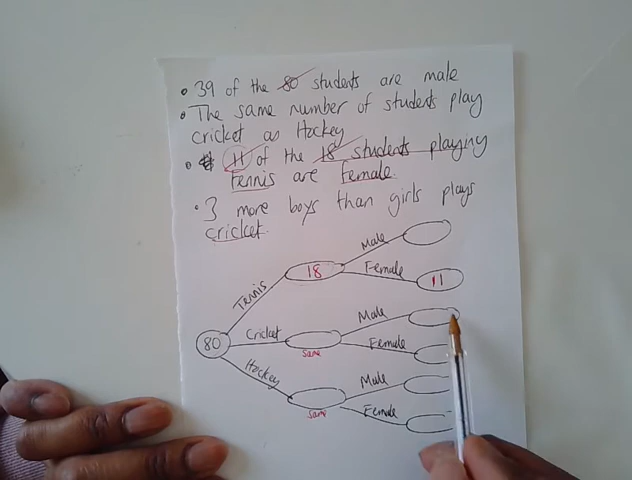 • 39 of the 80 students are male
• The same number of students play
cricket as Hockey
• 11 of the 18 students playing
tennis are Female.
• 3 more boys than girls plays
cricket.
Male
Tennis
18
Female
11
80
Cricket
same
Male
Female
Hockey
same
Male
Female